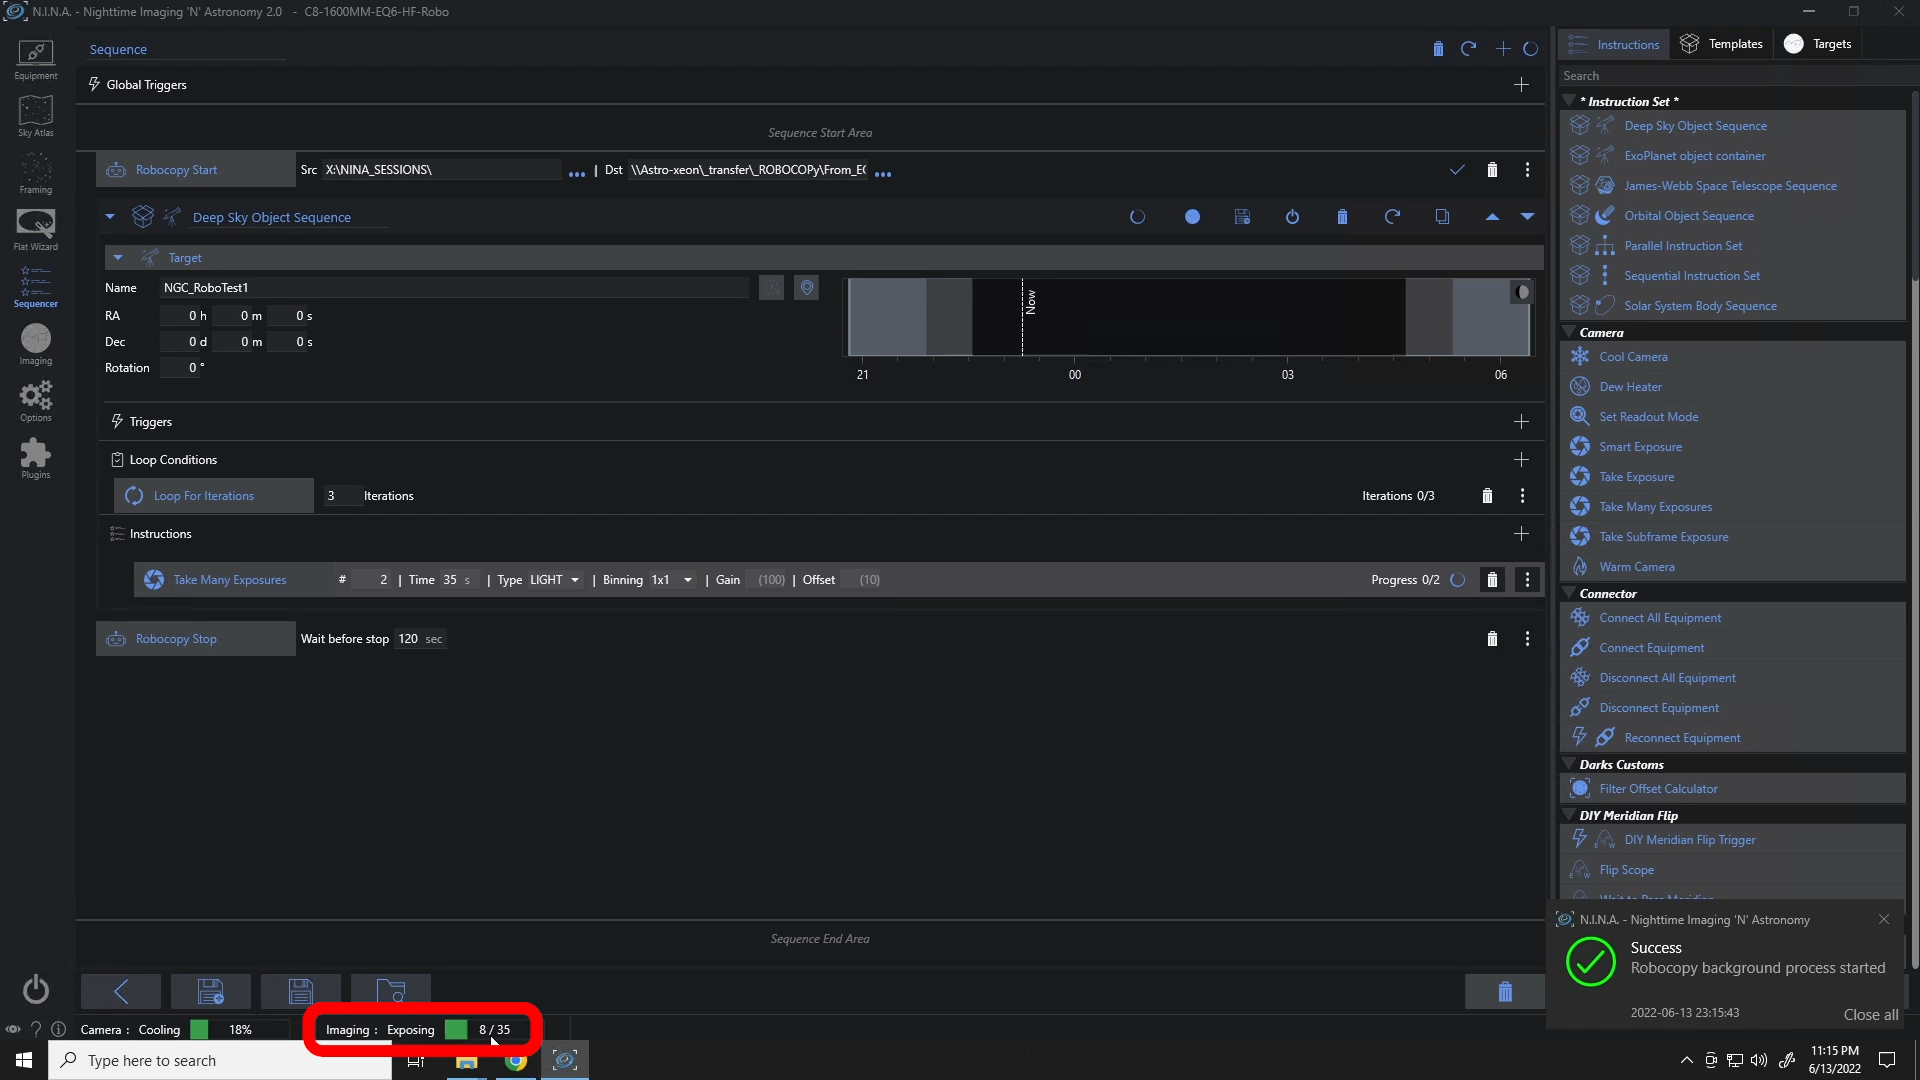 N.I.N.A. - Nighttime Imaging 'N' Astronomy 2.0 - C8-1600MM-EQ6-HF-Robo
Equipment
Sky Atlas
Framing
Flat Wizard
Sequencer
Imaging
Options
Plugins
Sequence
Global Triggers
Sequence Start Area
Robocopy Start Src X:\NINA_SESSIONS\ ... | Dst \\Astro-xeon\_transfer\_ROBOCOPy\From_E( ...
Deep Sky Object Sequence
Target
Name NGC_RoboTest1
RA 0 h 0 m 0 s
Dec 0 d 0 m 0 s
Rotation 0 °
Now
21 00 03 06
Triggers
Loop Conditions
Loop For Iterations 3 Iterations Iterations 0/3
Instructions
Take Many Exposures # 2 | Time 35 s | Type LIGHT | Binning 1x1 | Gain (100) | Offset (10) Progress 0/2
Robocopy Stop Wait before stop 120 sec
Sequence End Area
Instructions Templates Targets
Search
* Instruction Set *
Deep Sky Object Sequence
ExoPlanet object container
James-Webb Space Telescope Sequence
Orbital Object Sequence
Parallel Instruction Set
Sequential Instruction Set
Solar System Body Sequence
Camera
Cool Camera
Dew Heater
Set Readout Mode
Smart Exposure
Take Exposure
Take Many Exposures
Take Subframe Exposure
Warm Camera
Connector
Connect All Equipment
Connect Equipment
Disconnect All Equipment
Disconnect Equipment
Reconnect Equipment
Darks Customs
Filter Offset Calculator
DIY Meridian Flip
DIY Meridian Flip Trigger
Flip Scope
N.I.N.A. - Nighttime Imaging 'N' Astronomy
Success
Robocopy background process started
2022-06-13 23:15:43 Close all
Camera : Cooling 18% Imaging : Exposing 8 / 35
Type here to search
11:15 PM
6/13/2022